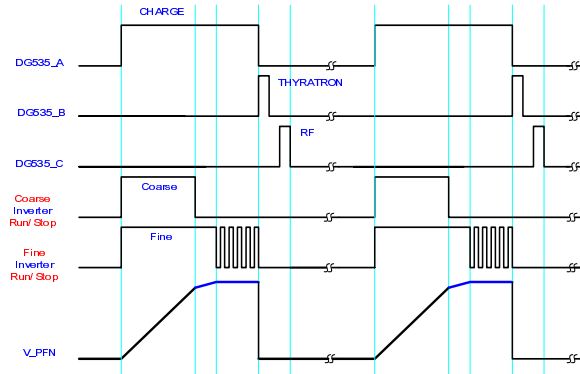 CHARGE
DG535_A
THYRATRON
DG535_B
RF
DG535_C
Coarse
Coarse
Inverter
Run/ Stop
Fine
Fine
Inverter
Run/ Stop
V_PFN